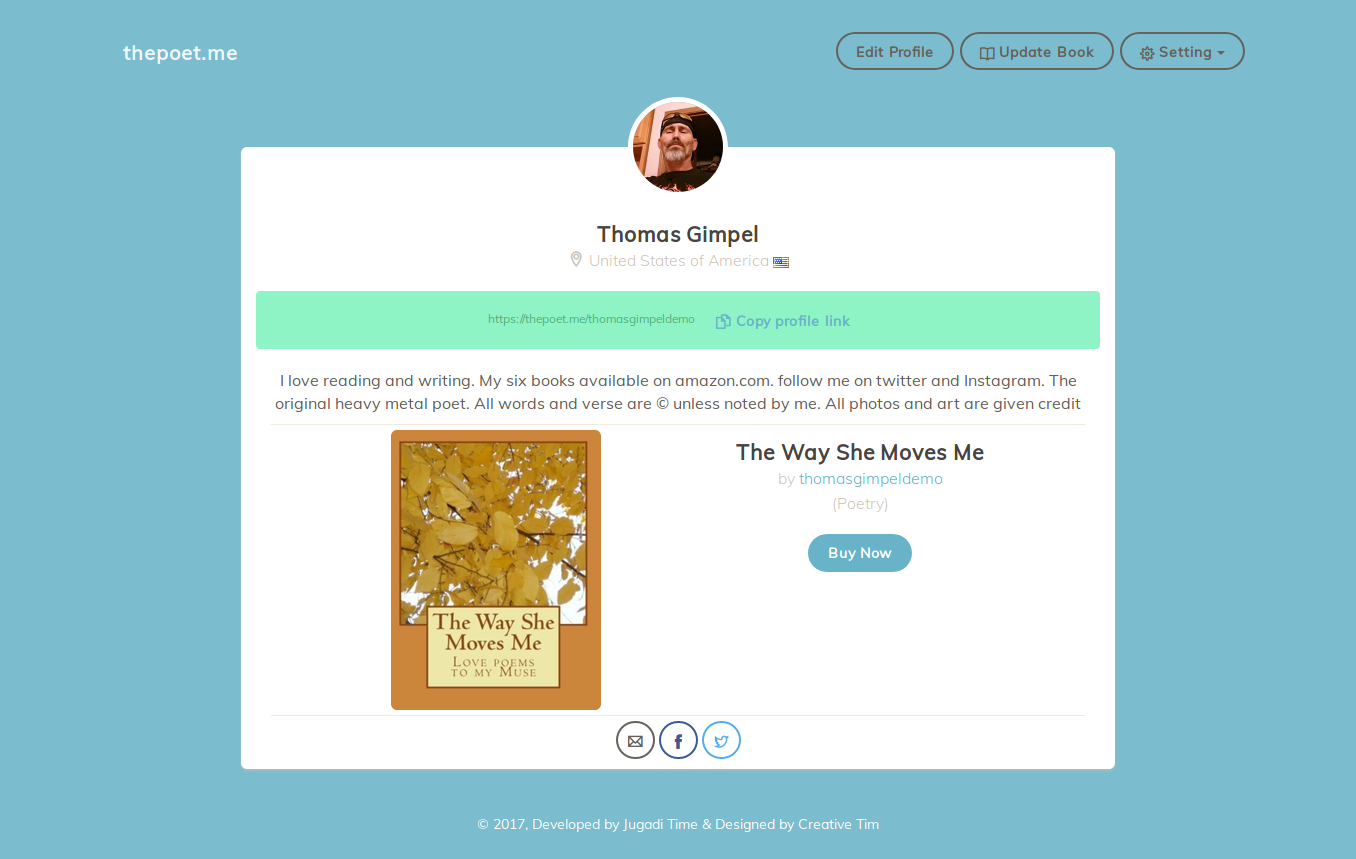 thepoet.me
Edit Profile
Update Book
Setting
Thomas Gimpel
United States of America
https://thepoet.me/thomasgimpeldemo
Copy profile link
I love reading and writing. My six books available on amazon.com. follow me on twitter and Instagram. The
original heavy metal poet. All words and verse are © unless noted by me. All photos and art are given credit
The Way She
Moves Me
Love poems
to my Muse
The Way She Moves Me
by thomasgimpeldemo
(Poetry)
Buy Now
© 2017, Developed by Jugadi Time & Designed by Creative Tim